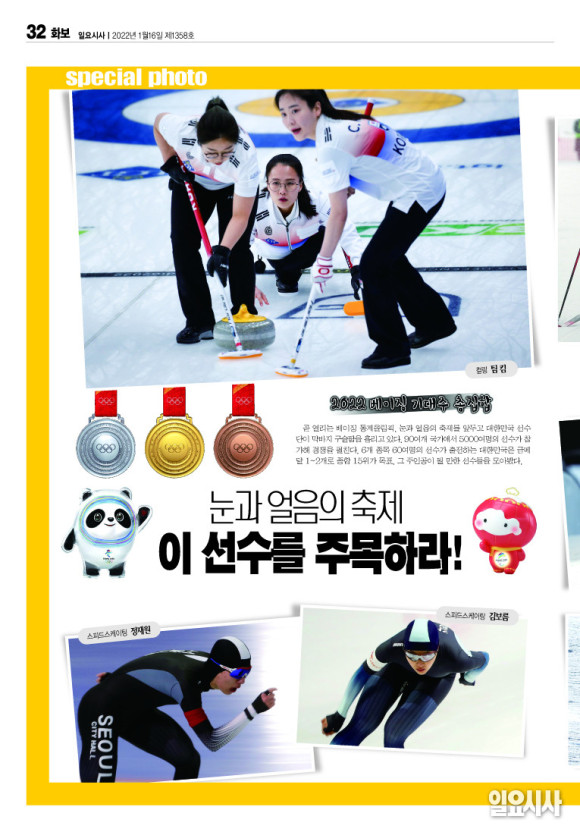 32 화보 일요시사 | 2022년 1월16일 제1358호
special photo
KOR
컬링 팀 킴
2022 베이징 기대주 총집합
곧 열리는 베이징 동계올림픽, 눈과 얼음의 축제를 앞두고 대한민국 선수
단이 막바지 구슬땀을 흘리고 있다. 90여개 국가에서 5000여명의 선수가 참
가해 경쟁을 펼친다. 6개 종목 60여명의 선수가 출전하는 대한민국은 금메
달 1~2개로 종합 15위가 목표. 그 주인공이 될 만한 선수들을 모아봤다.
눈과 얼음의 축제
이 선수를 주목하라!
스피드스케이팅 정재원
스피드스케이팅 김보름
SEOUL
CITY HALL
일요시사